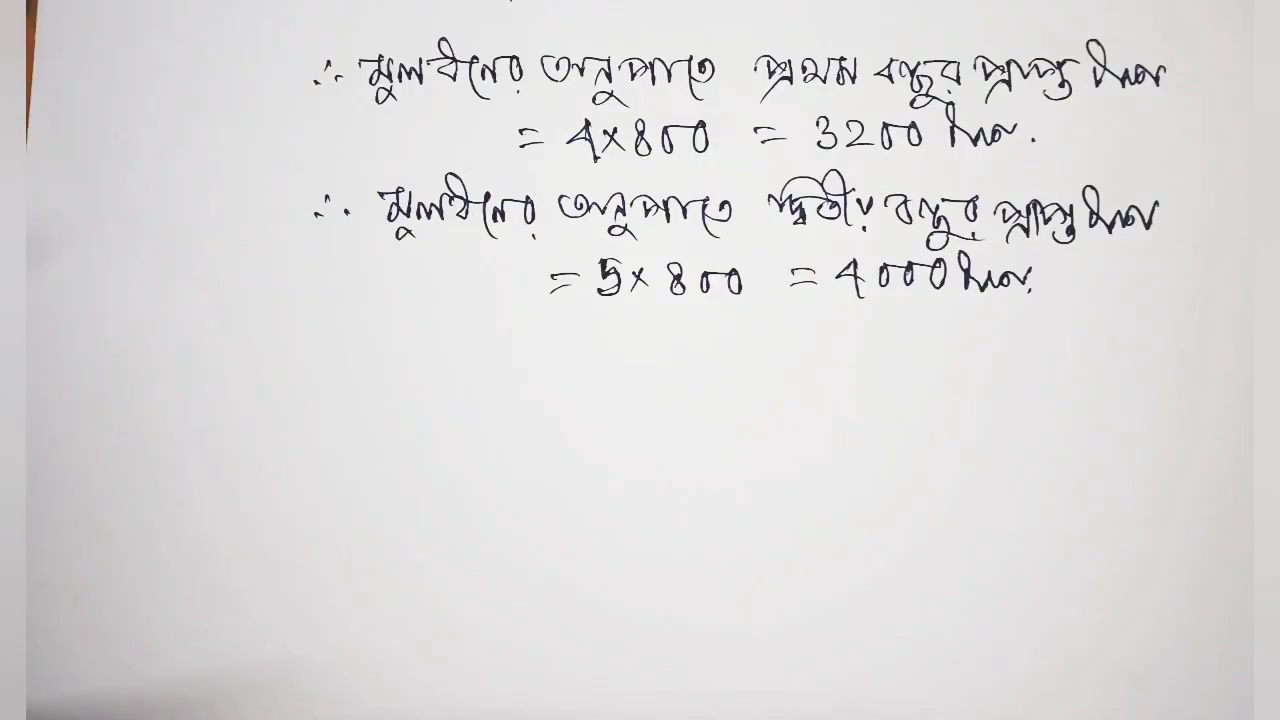 ∴ মূলধনের অনুপাতে প্রথম বন্ধুর প্রাপ্ত টাকা
= 4×800 = 3200 টাকা.
∴ মূলধনের অনুপাতে দ্বিতীয় বন্ধুর প্রাপ্ত টাকা
= 5×800 = 4000 টাকা.